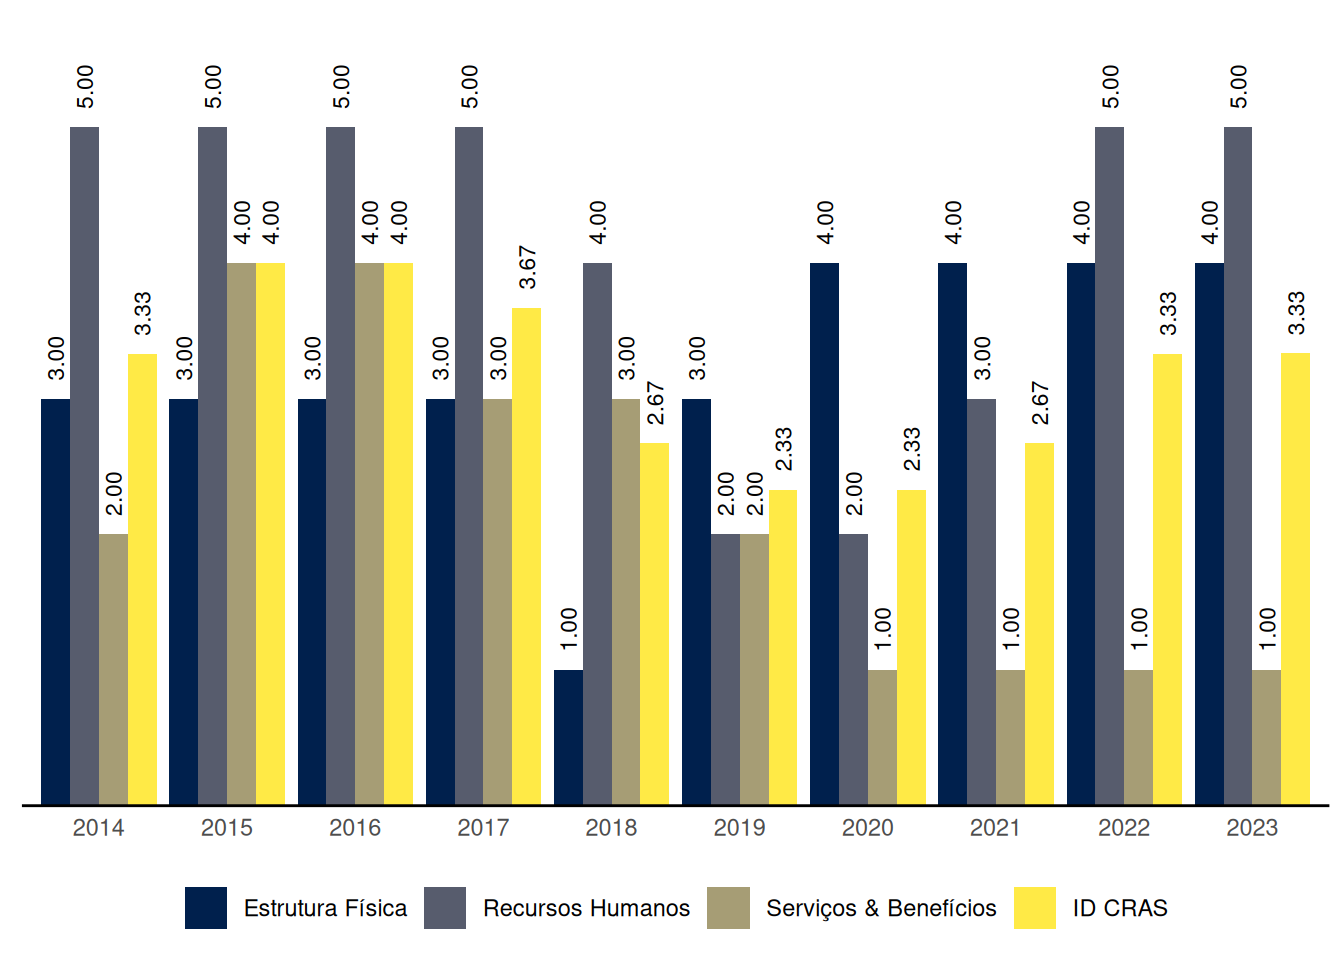 5.00 5.00 5.00 5.00 5.00 5.00
4.00 4.00 4.00 4.00 4.00 4.00 4.00 4.00 4.00
3.67
3.33 3.33 3.33
3.00 3.00 3.00 3.00 3.00 3.00 3.00 3.00
2.67 2.67
2.33 2.33
2.00 2.00 2.00 2.00
1.00 1.00 1.00 1.00 1.00
2014 2015 2016 2017 2018 2019 2020 2021 2022 2023
Estrutura Física Recursos Humanos Serviços & Benefícios ID CRAS